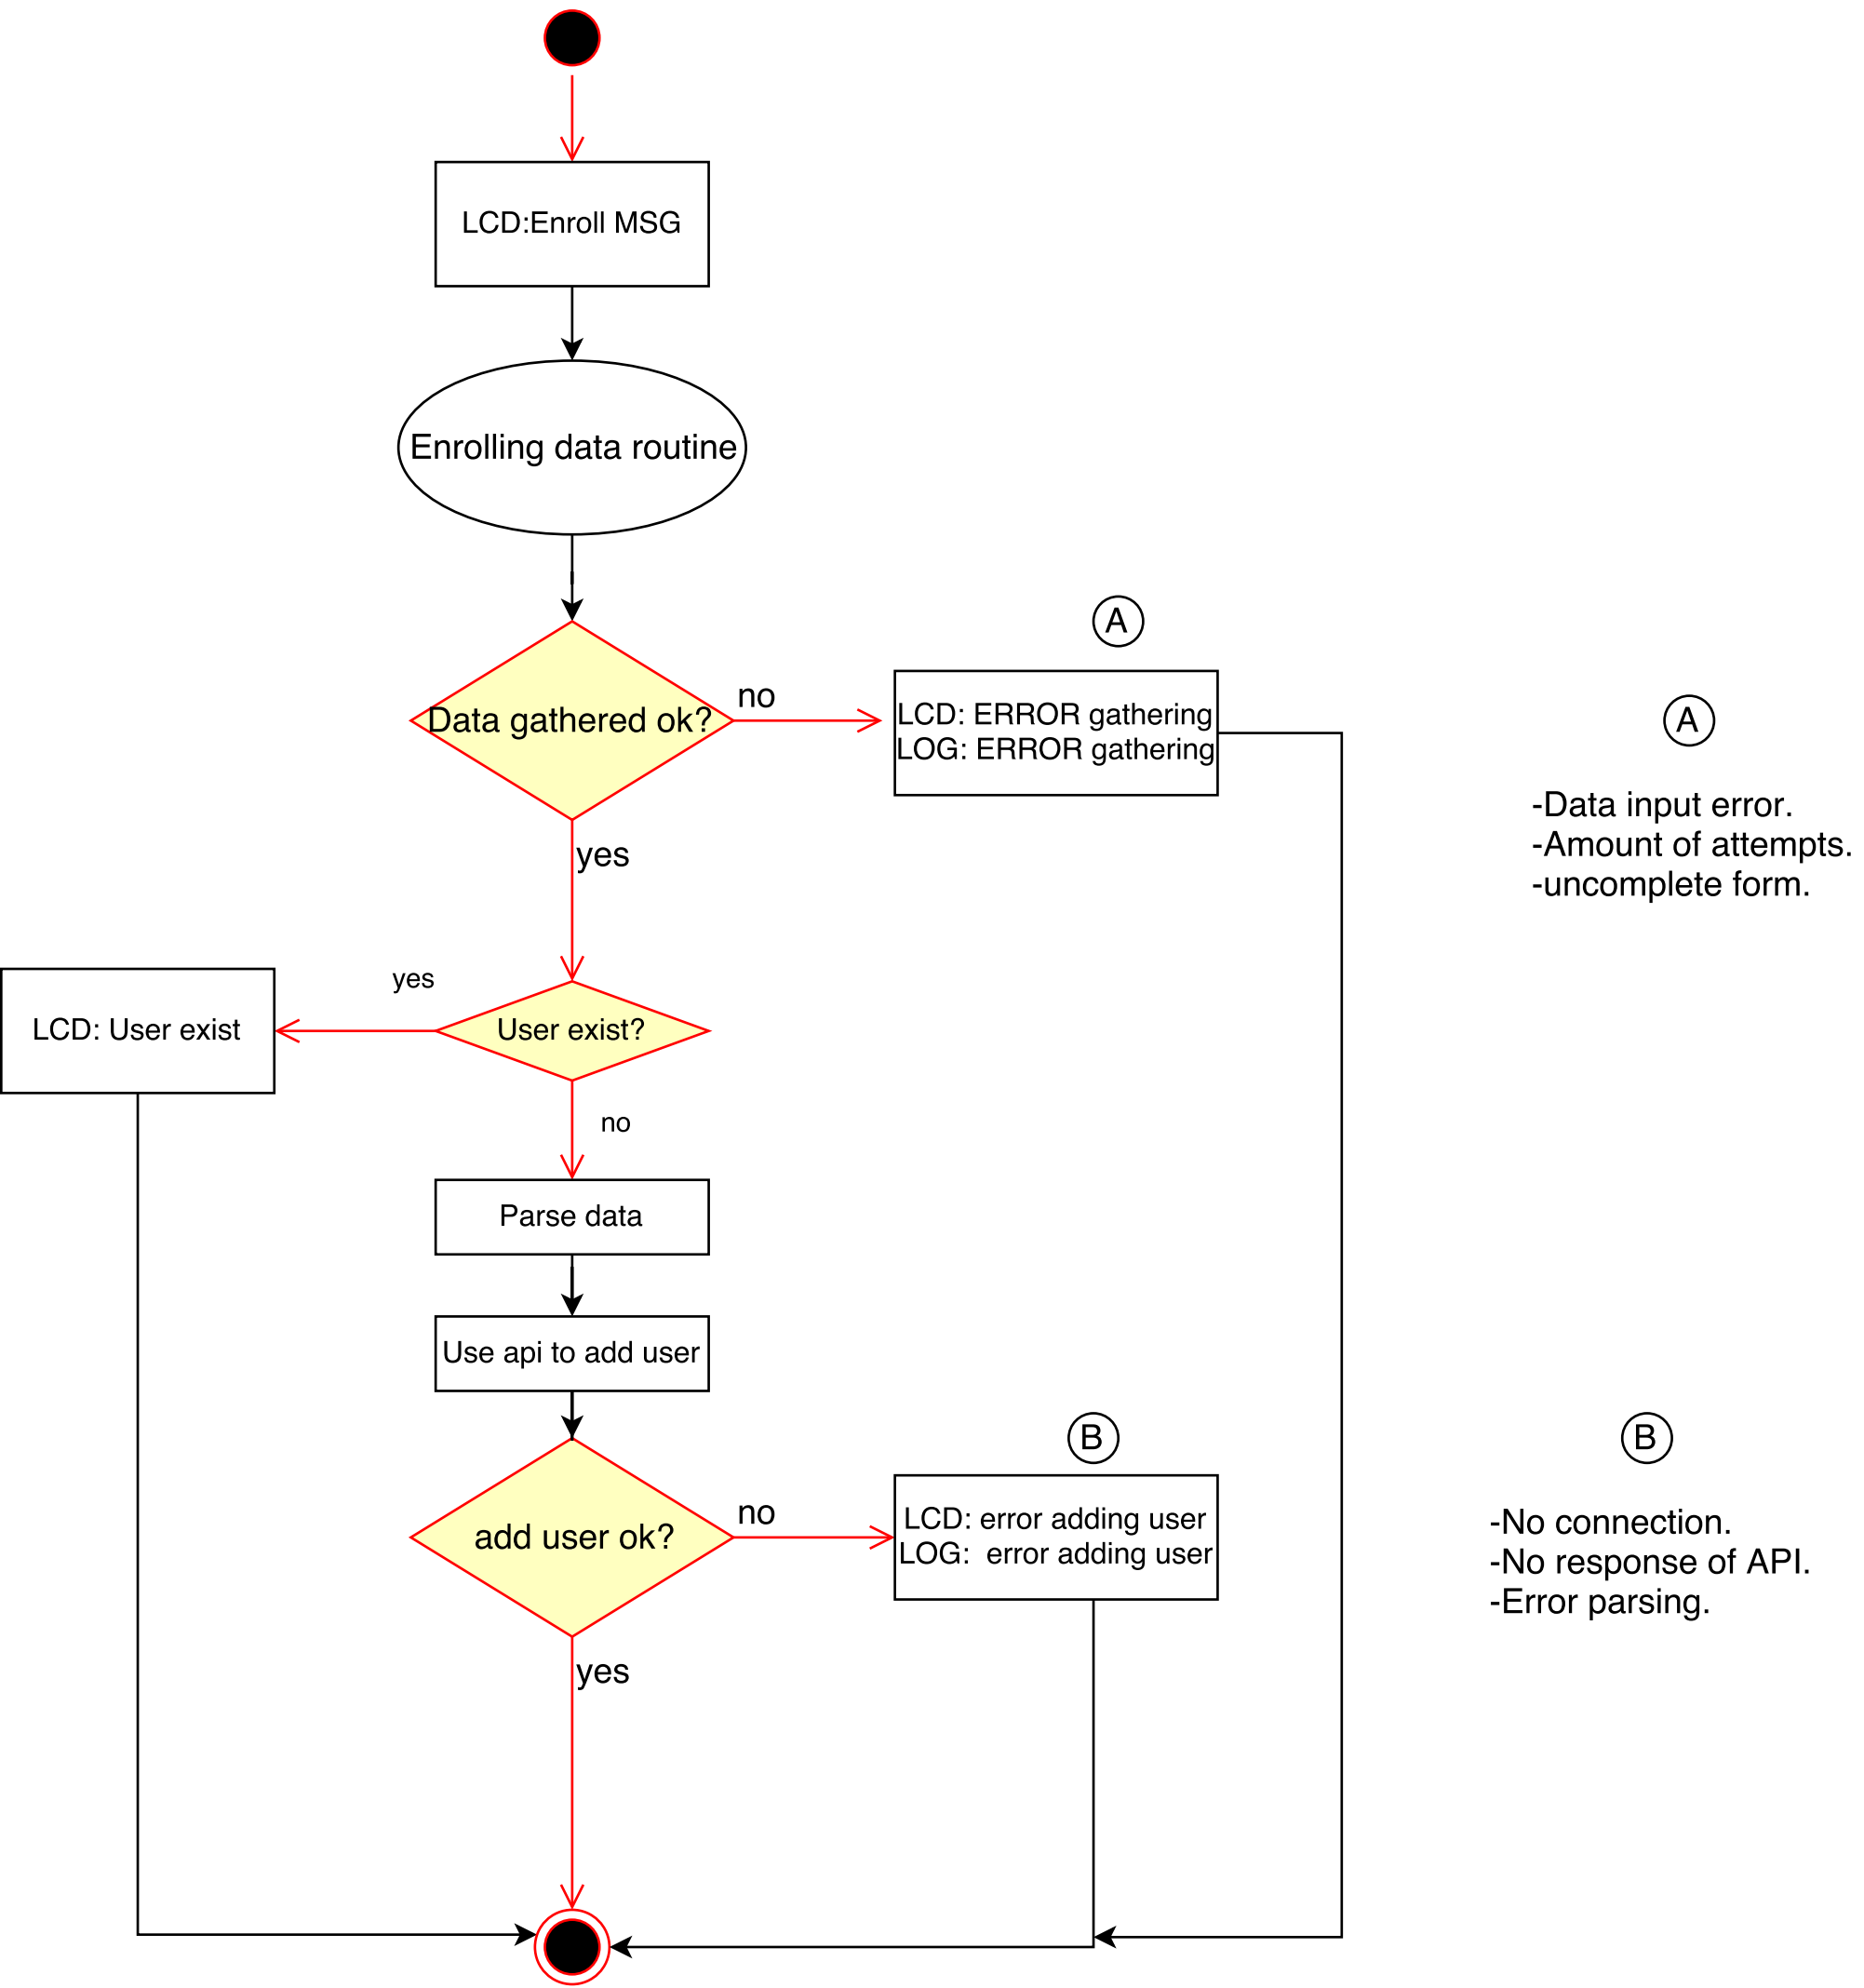 LCD:Enroll MSG
Enrolling data routine
A
Data gathered ok?
no
LCD: ERROR gathering
LOG: ERROR gathering
A
-Data input error.
-Amount of attempts.
-uncomplete form.
yes
yes
LCD: User exist
User exist?
no
Parse data
Use api to add user
B
add user ok?
no
LCD: error adding user
LOG:  error adding user
B
-No connection.
-No response of API.
-Error parsing.
yes